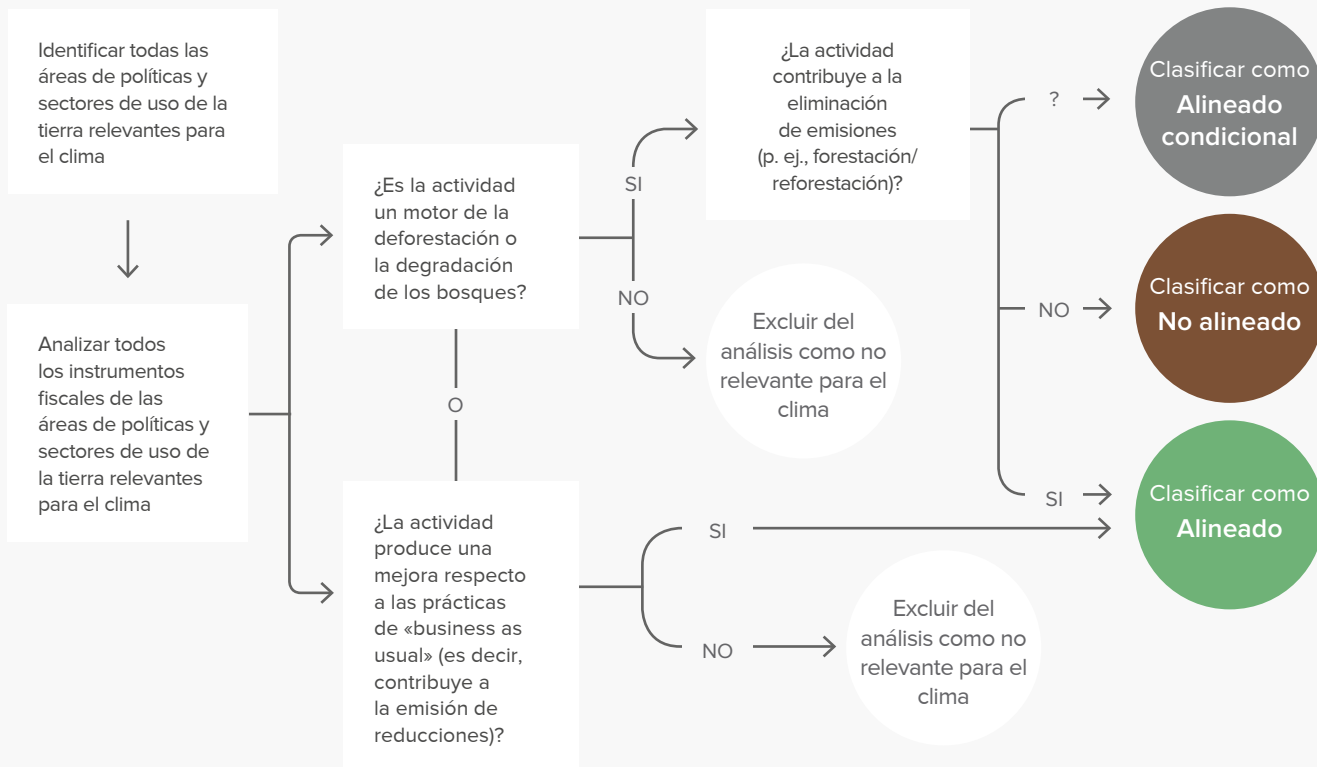 Identificar todas las
áreas de políticas y
sectores de uso de la
tierra relevantes para
el clima
Analizar todos
los instrumentos
fiscales de las
áreas de políticas y
sectores de uso de
la tierra relevantes
para el clima
¿Es la actividad
un motor de la
deforestación o
la degradación
de los bosques?
O
¿La actividad
produce una
mejora respecto
a las prácticas
de «business as
usual» (es decir,
contribuye a
la emisión de
reducciones)?
SI
NO
¿La actividad
contribuye a la
eliminación
de emisiones
(p. ej., forestación/
reforestación)?
Excluir del
análisis como no
relevante para el
clima
SI
NO
Excluir del
análisis como no
relevante para el
clima
?
NO
SI
Clasificar como
Alineado
condicional
Clasificar como
No alineado
Clasificar como
Alineado